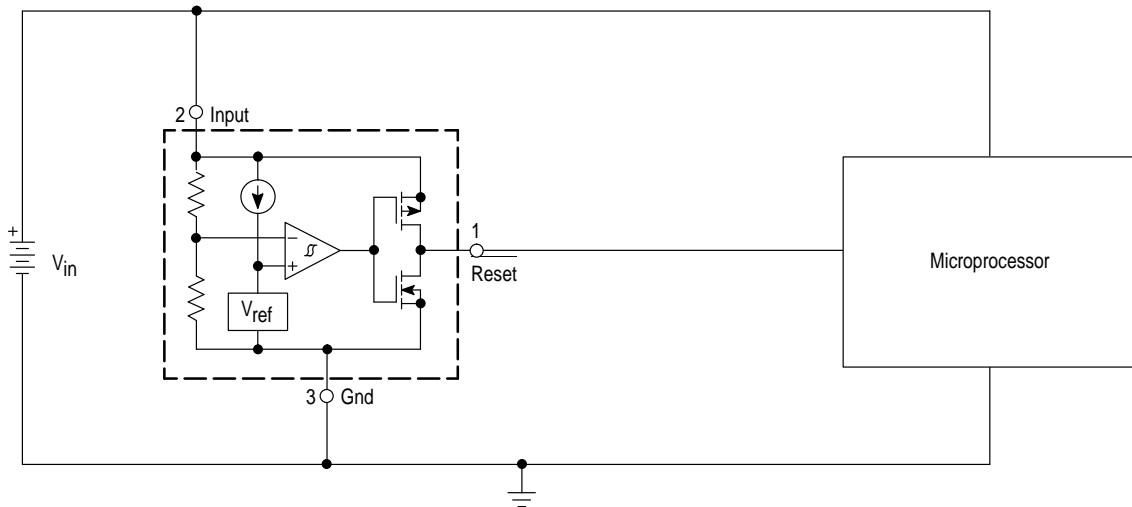 2 Input
1
Reset
+
Vin
−
+
Vref
Microprocessor
3 Gnd